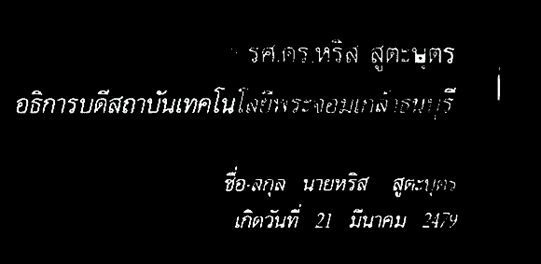 รศ.ดร.หริส สูตะบุตร
อธิการบดีสถาบันเทคโนโลยีพระจอมเกล้าธนบุรี
ชื่อ-สกุล นายหริส สูตะบุตร
เกิดวันที่ 21 มีนาคม 2479